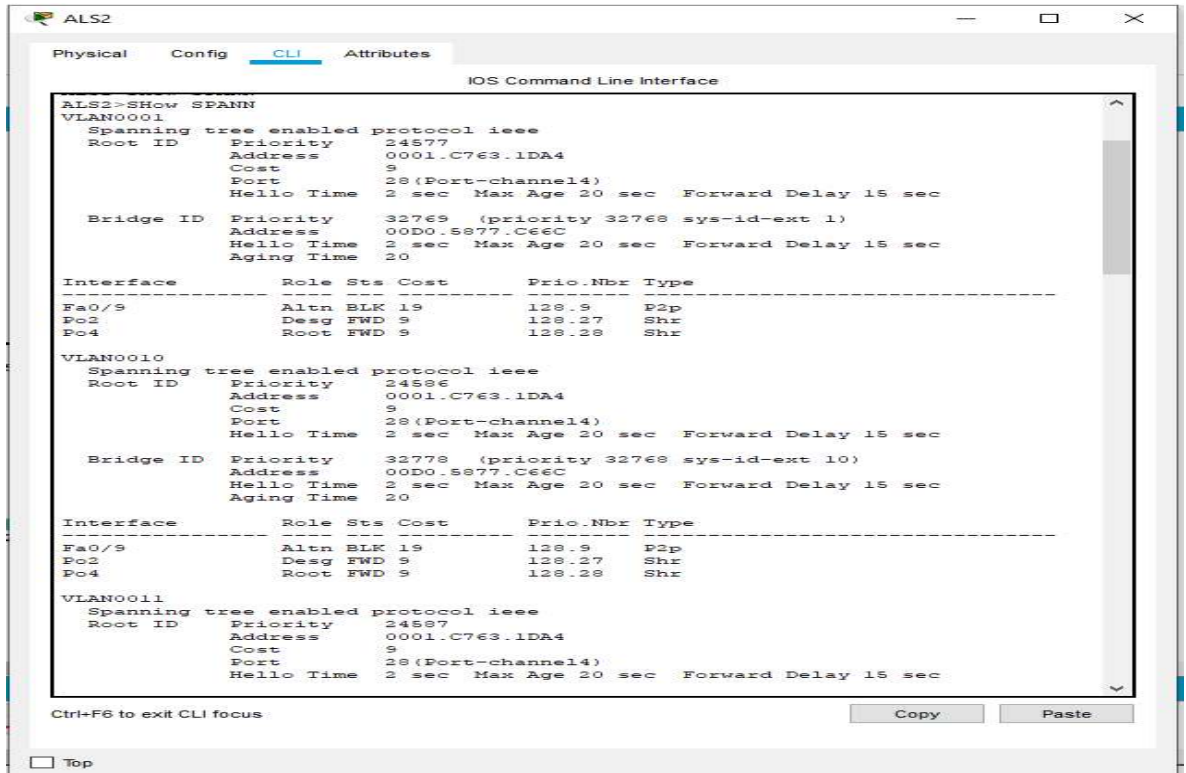 ALS2
Physical Config CLI Attributes
IOS Command Line Interface
ALS2>SHow SPANN
VLAN0001
Spanning tree enabled protocol ieee
Root ID Priority 24577
Address 0001.C763.1DA4
Cost 9
Port 28(Port-channel4)
Hello Time 2 sec Max Age 20 sec Forward Delay 15 sec
Bridge ID Priority 32769 (priority 32768 sys-id-ext 1)
Address 00D0.5877.C66C
Hello Time 2 sec Max Age 20 sec Forward Delay 15 sec
Aging Time 20
Interface Role Sts Cost Prio.Nbr Type
---------------- ---- --- --------- -------- --------------------------------
Fa0/9 Altn BLK 19 128.9 P2p
Po2 Desg FWD 9 128.27 Shr
Po4 Root FWD 9 128.28 Shr
VLAN0010
Spanning tree enabled protocol ieee
Root ID Priority 24586
Address 0001.C763.1DA4
Cost 9
Port 28(Port-channel4)
Hello Time 2 sec Max Age 20 sec Forward Delay 15 sec
Bridge ID Priority 32778 (priority 32768 sys-id-ext 10)
Address 00D0.5877.C66C
Hello Time 2 sec Max Age 20 sec Forward Delay 15 sec
Aging Time 20
Interface Role Sts Cost Prio.Nbr Type
---------------- ---- --- --------- -------- --------------------------------
Fa0/9 Altn BLK 19 128.9 P2p
Po2 Desg FWD 9 128.27 Shr
Po4 Root FWD 9 128.28 Shr
VLAN0011
Spanning tree enabled protocol ieee
Root ID Priority 24587
Address 0001.C763.1DA4
Cost 9
Port 28(Port-channel4)
Hello Time 2 sec Max Age 20 sec Forward Delay 15 sec
Ctrl+F6 to exit CLI focus Copy Paste
Top